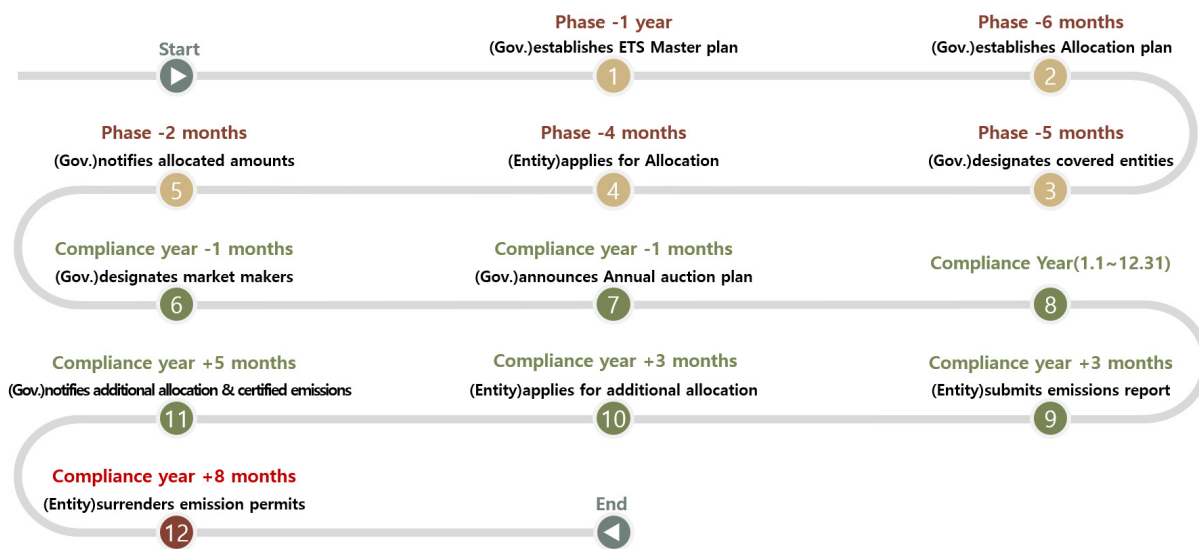 Start
Phase -1 year
(Gov.)establishes ETS Master plan
1
Phase -6 months
(Gov.)establishes Allocation plan
2
Phase -5 months
(Gov.)designates covered entities
3
Phase -4 months
(Entity)applies for Allocation
4
Phase -2 months
(Gov.)notifies allocated amounts
5
Compliance year -1 months
(Gov.)designates market makers
6
Compliance year -1 months
(Gov.)announces Annual auction plan
7
Compliance Year(1.1~12.31)
8
Compliance year +3 months
(Entity)submits emissions report
9
Compliance year +3 months
(Entity)applies for additional allocation
10
Compliance year +5 months
(Gov.)notifies additional allocation & certified emissions
11
Compliance year +8 months
(Entity)surrenders emission permits
12
End